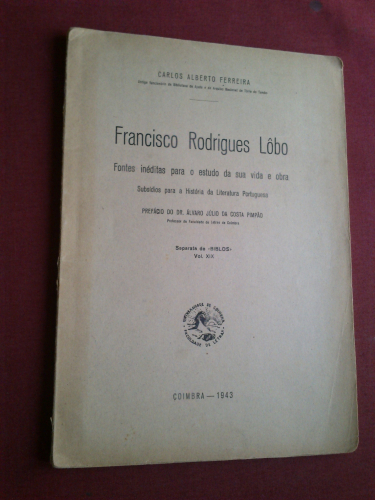 CARLOS ALBERTO FERREIRA
Francisco Rodrigues Lôbo
Fontes inéditas para o estudo da sua vida e obra
Subsídios para a História da Literatura Portuguesa
PREFÁCIO DO DR. ÁLVARO JÚLIO DA COSTA PIMPÃO
Professor da Faculdade de Letras de Coimbra
Separata de «BIBLOS»
Vol. XIX
COIMBRA — 1943